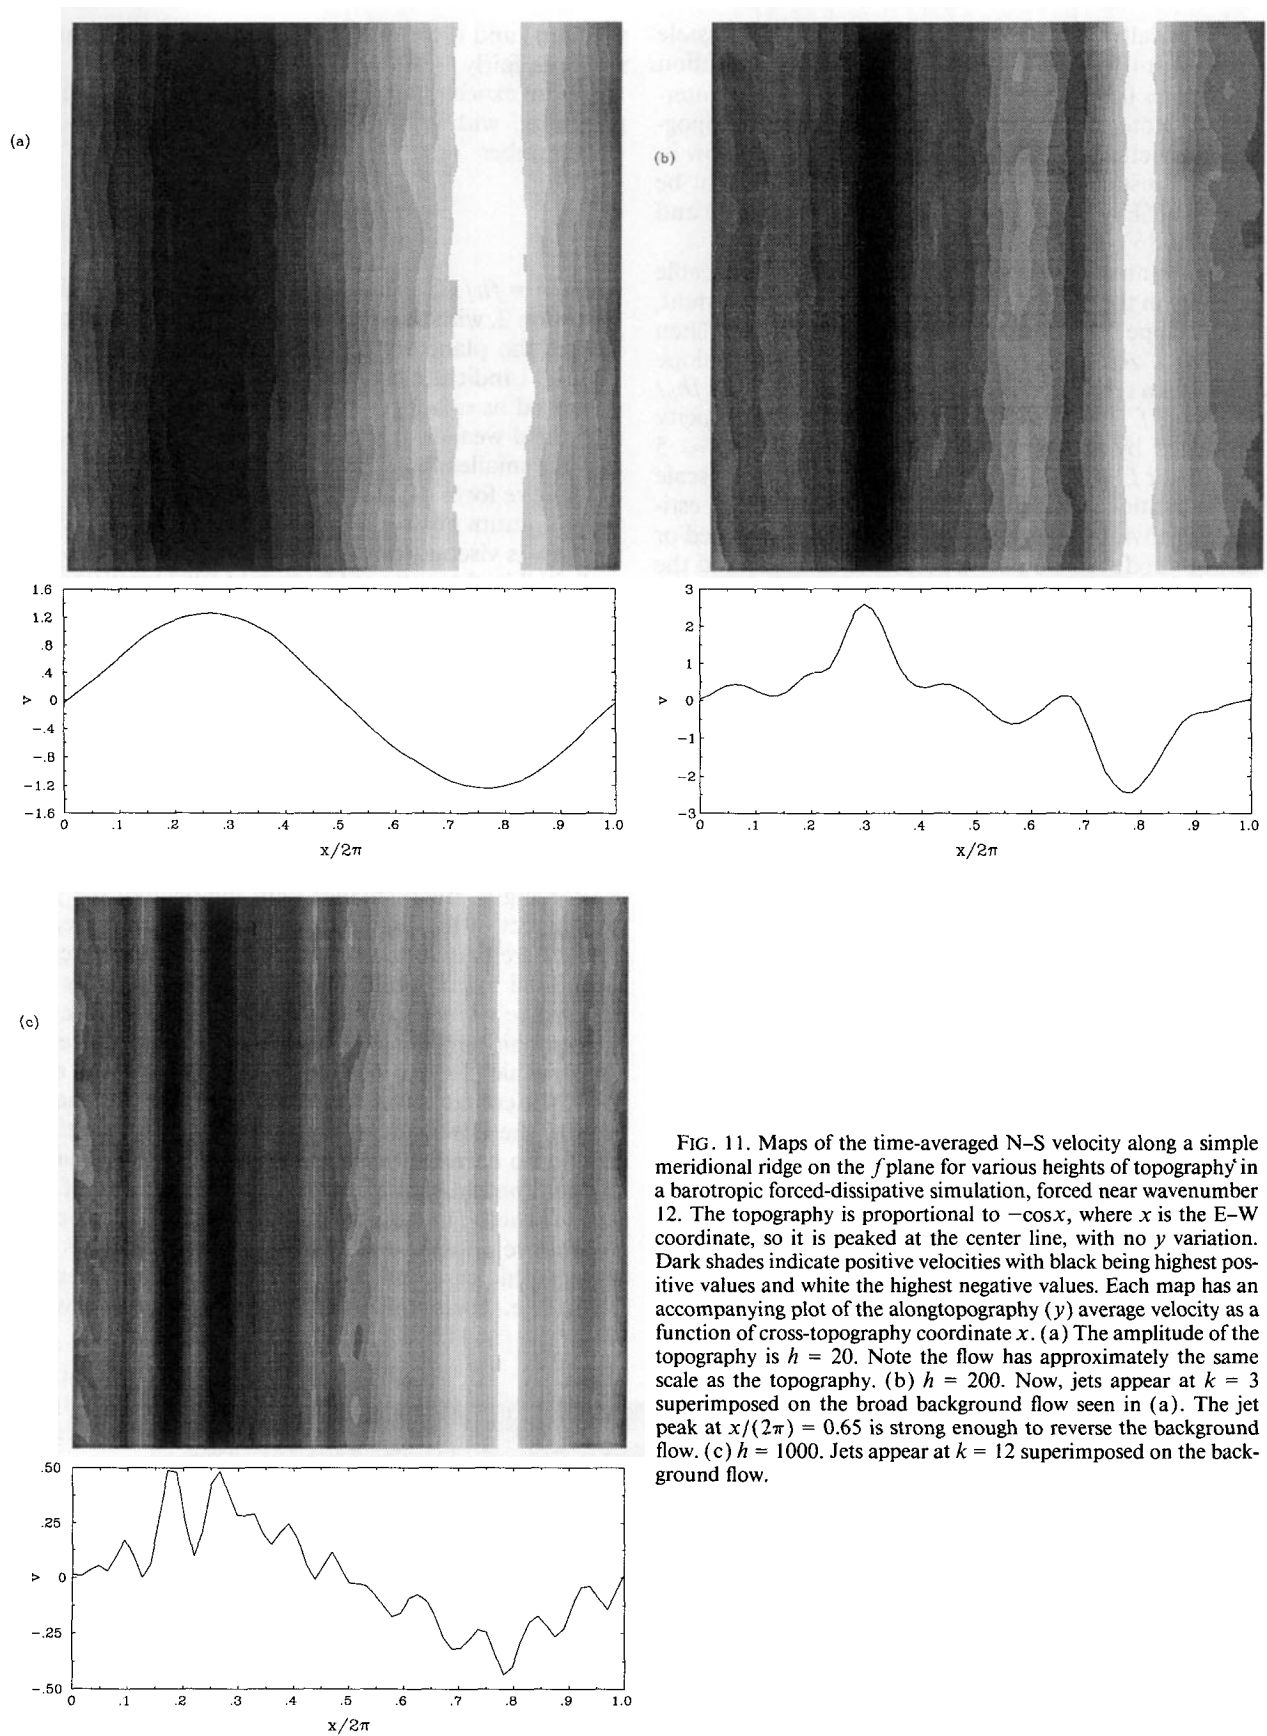 (a)
(b)
1.6
1.2
.8
.4
0
-.4
-.8
-1.2
-1.6
v
0 .1 .2 .3 .4 .5 .6 .7 .8 .9 1.0
x/2π
3
2
1
0
-1
-2
-3
v
0 .1 .2 .3 .4 .5 .6 .7 .8 .9 1.0
x/2π
(c)
.50
.25
0
-.25
-.50
v
0 .1 .2 .3 .4 .5 .6 .7 .8 .9 1.0
x/2π
FIG. 11. Maps of the time-averaged N–S velocity along a simple
meridional ridge on the f plane for various heights of topography in
a barotropic forced-dissipative simulation, forced near wavenumber
12. The topography is proportional to −cosx, where x is the E–W
coordinate, so it is peaked at the center line, with no y variation.
Dark shades indicate positive velocities with black being highest pos-
itive values and white the highest negative values. Each map has an
accompanying plot of the alongtopography (y) average velocity as a
function of cross-topography coordinate x. (a) The amplitude of the
topography is h = 20. Note the flow has approximately the same
scale as the topography. (b) h = 200. Now, jets appear at k = 3
superimposed on the broad background flow seen in (a). The jet
peak at x/(2π) = 0.65 is strong enough to reverse the background
flow. (c) h = 1000. Jets appear at k = 12 superimposed on the back-
ground flow.